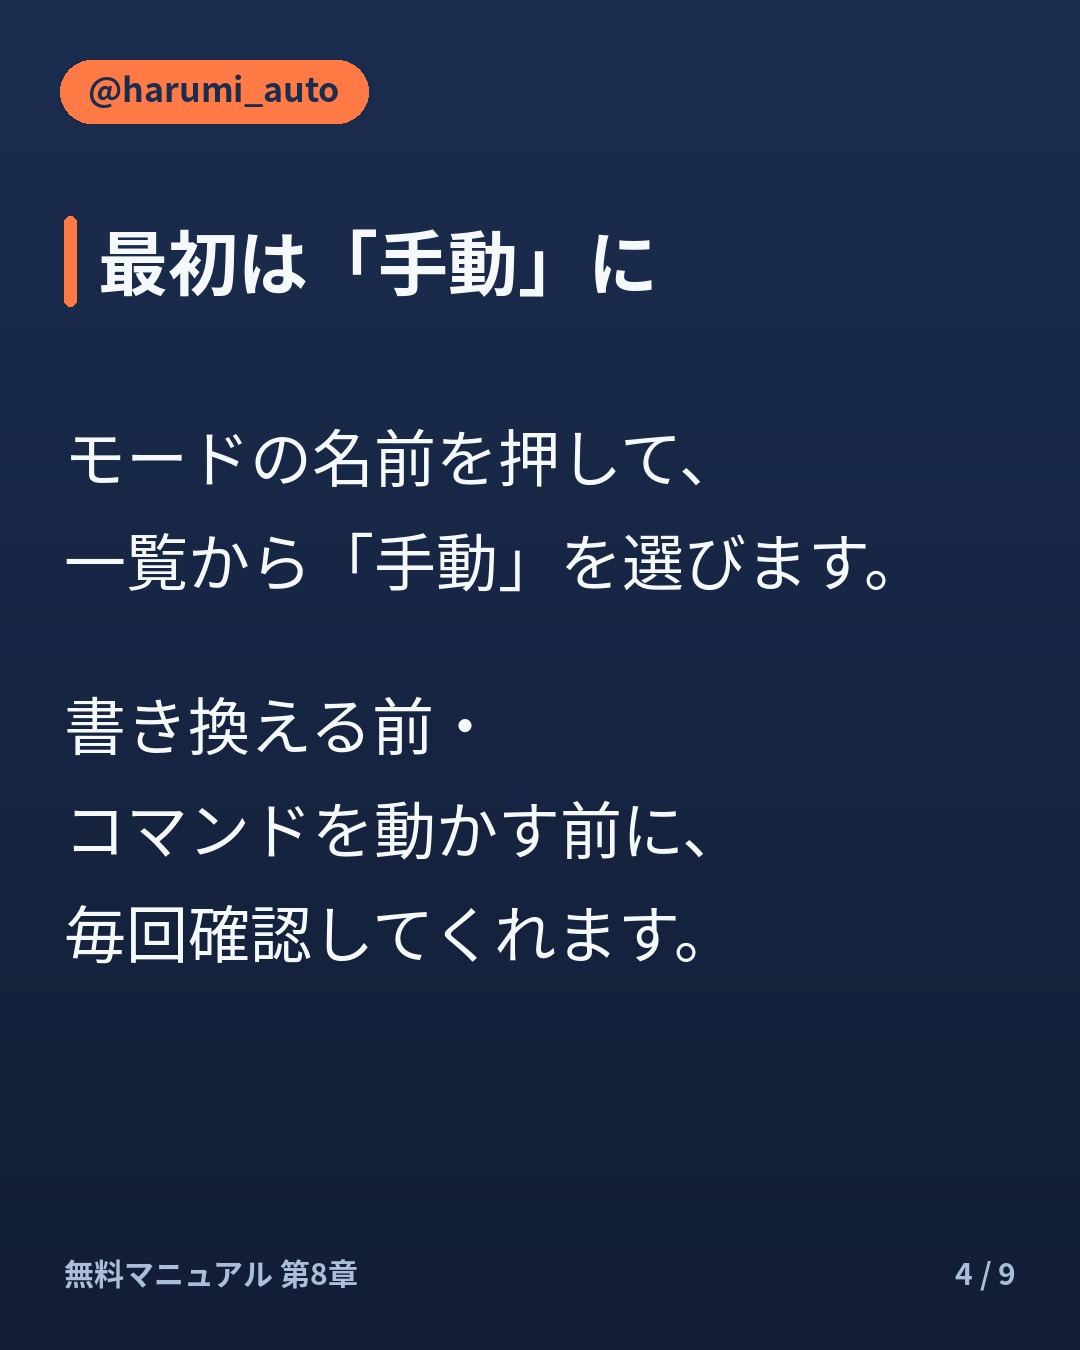 @harumi_auto
最初は「手動」に
モードの名前を押して、
一覧から「手動」を選びます。
書き換える前・
コマンドを動かす前に、
毎回確認してくれます。
無料マニュアル 第8章
4 / 9